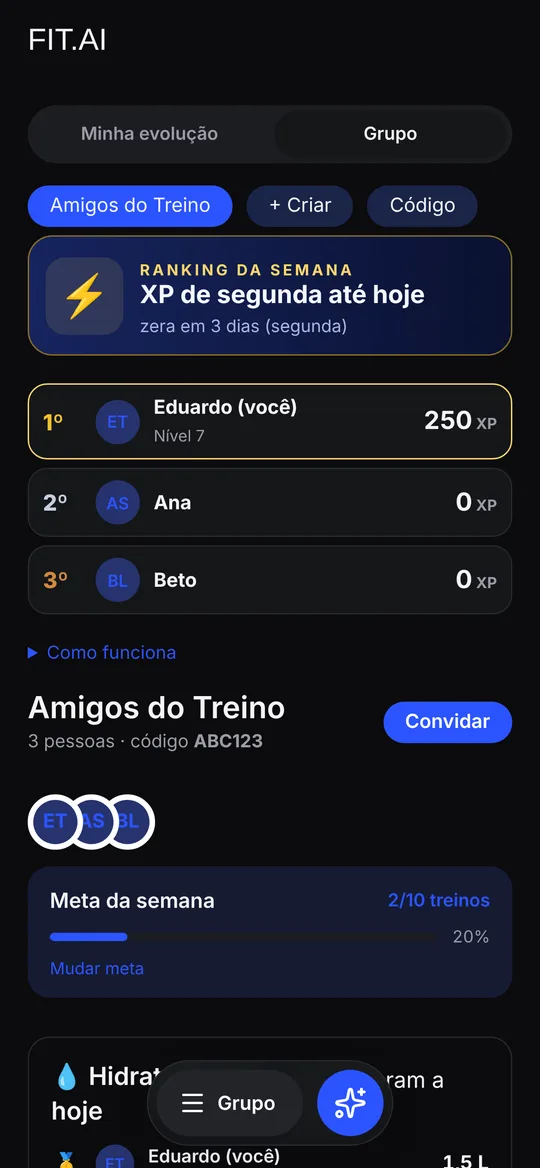 FIT.AI
Minha evolução
Grupo
Amigos do Treino
+ Criar
Código
RANKING DA SEMANA
XP de segunda até hoje
zera em 3 dias (segunda)
1º
ET
Eduardo (você)
Nível 7
250 XP
2º
AS
Ana
0 XP
3º
BL
Beto
0 XP
Como funciona
Amigos do Treino
Convidar
3 pessoas · código ABC123
ET
AS
BL
Meta da semana
2/10 treinos
20%
Mudar meta
ram a
hoje
Grupo
ET
Eduardo (você)
1.5 L